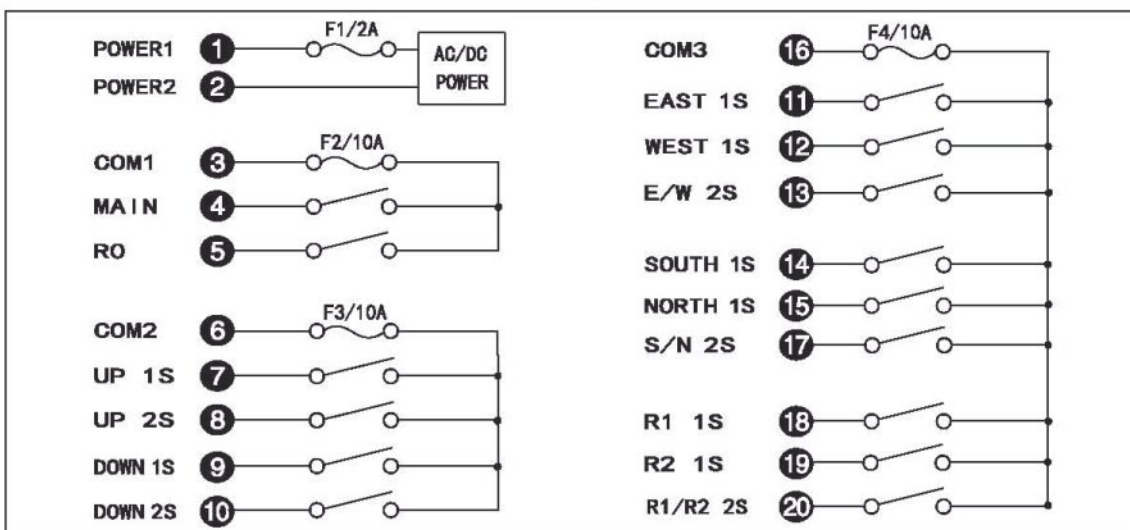 F1/2A
POWER1 1
AC/DC
POWER2 2
POWER
F2/10A
COM1 3
MAIN 4
RO 5
F3/10A
COM2 6
UP 1S 7
UP 2S 8
DOWN 1S 9
DOWN 2S 10
F4/10A
COM3 16
EAST 1S 11
WEST 1S 12
E/W 2S 13
SOUTH 1S 14
NORTH 1S 15
S/N 2S 17
R1 1S 18
R2 1S 19
R1/R2 2S 20